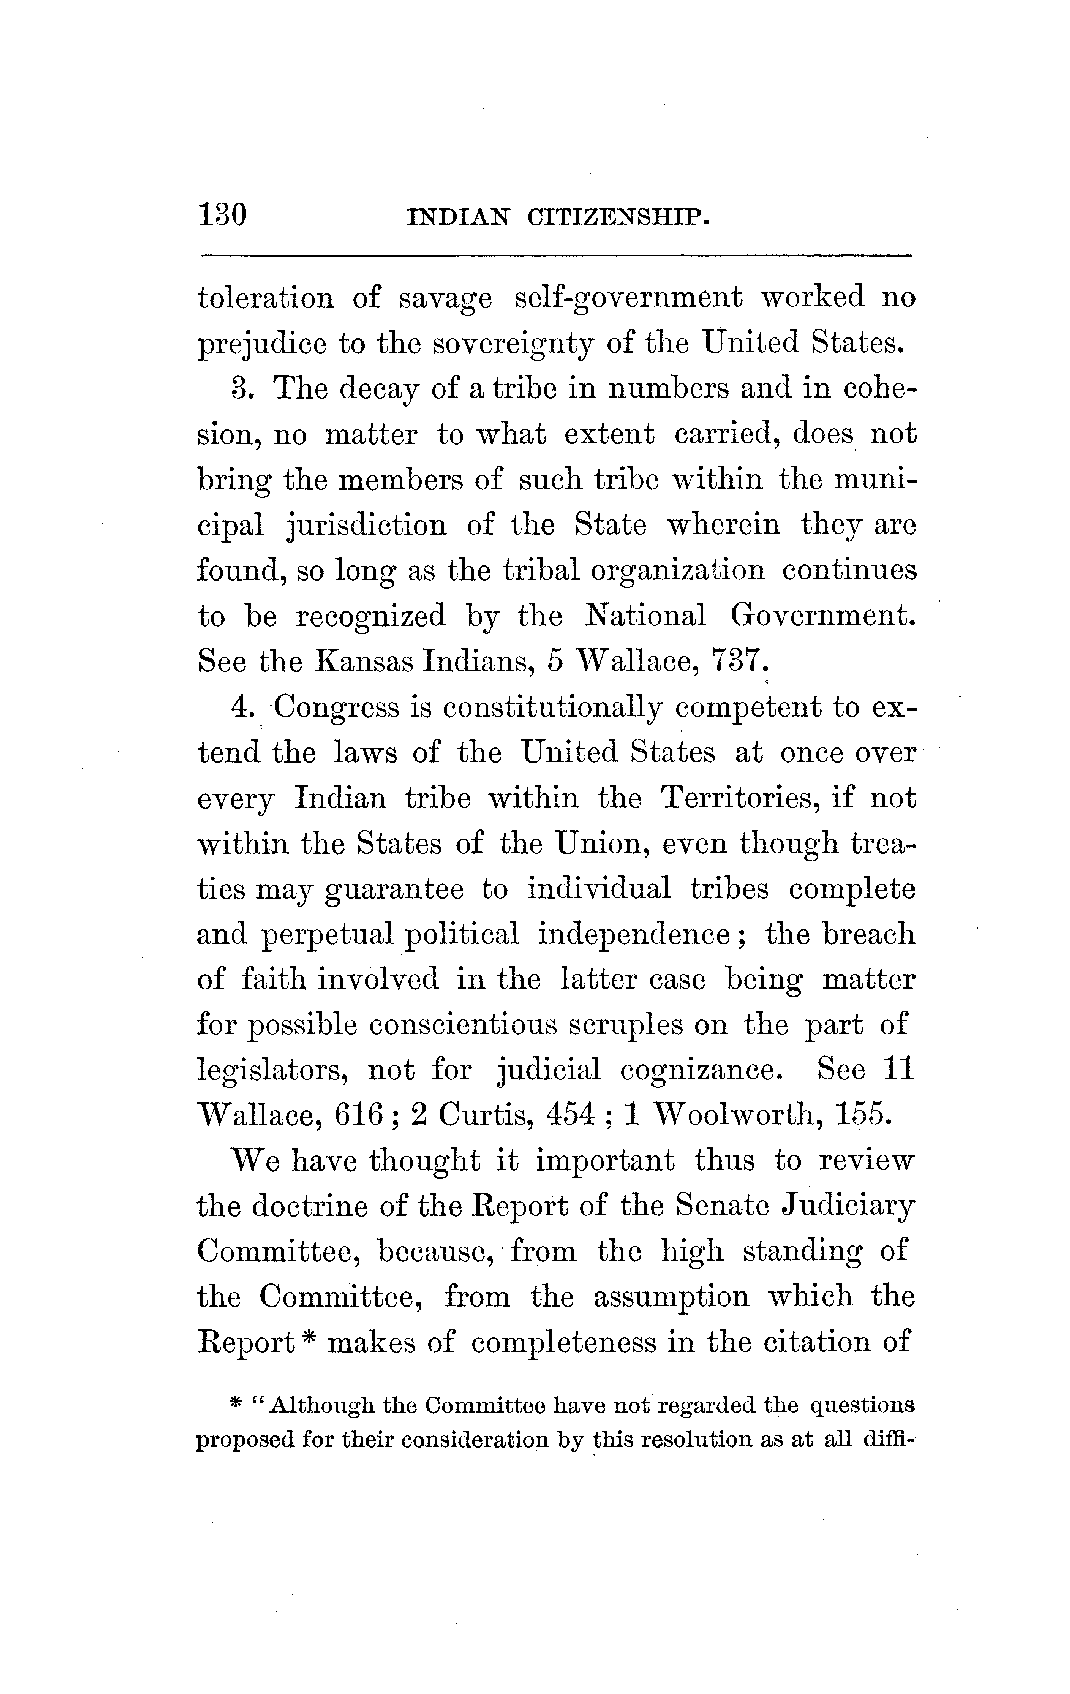 130 INDIAN CITIZENSHIP.
toleration of savage self-government worked no
prejudice to the sovereignty of the United States.
3. The decay of a tribe in numbers and in cohe-
sion, no matter to what extent carried, does not
bring the members of such tribe within the muni-
cipal jurisdiction of the State wherein they are
found, so long as the tribal organization continues
to be recognized by the National Government.
See the Kansas Indians, 5 Wallace, 737.
4. Congress is constitutionally competent to ex-
tend the laws of the United States at once over
every Indian tribe within the Territories, if not
within the States of the Union, even though trea-
ties may guarantee to individual tribes complete
and perpetual political independence; the breach
of faith involved in the latter case being matter
for possible conscientious scruples on the part of
legislators, not for judicial cognizance. See 11
Wallace, 616; 2 Curtis, 454; 1 Woolworth, 155.
We have thought it important thus to review
the doctrine of the Report of the Senate Judiciary
Committee, because, from the high standing of
the Committee, from the assumption which the
Report* makes of completeness in the citation of
* "Although the Committee have not regarded the questions
proposed for their consideration by this resolution as at all diffi-